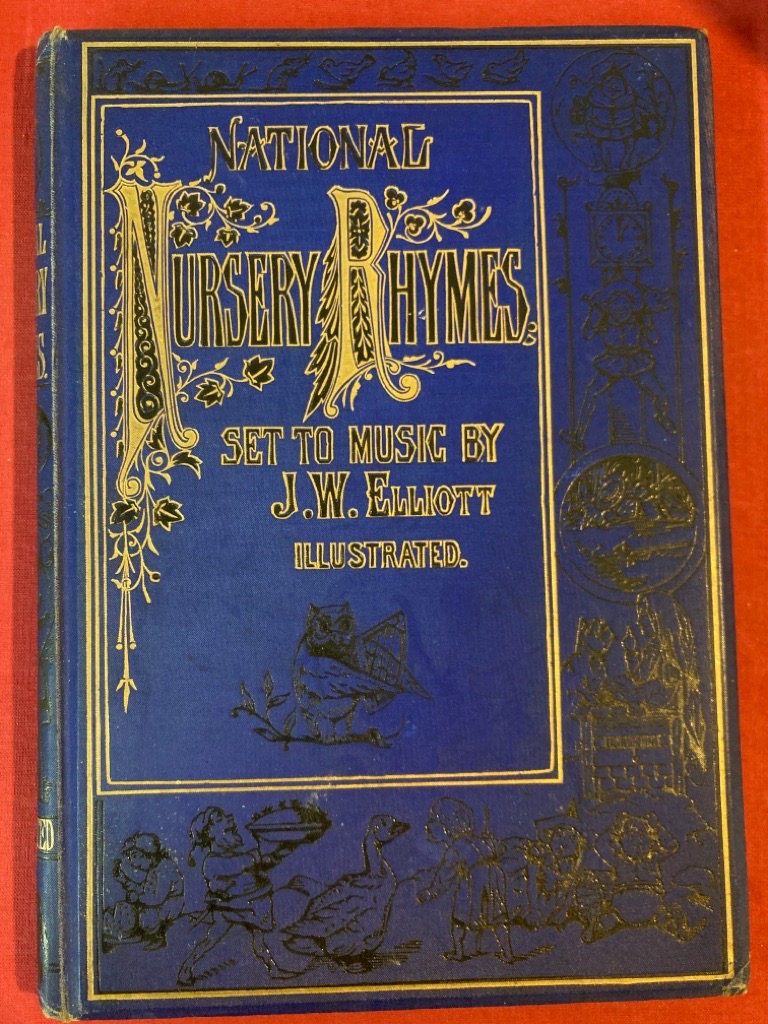 NATIONAL
NURSERY RHYMES
SET TO MUSIC BY
J.W. ELLIOTT
ILLUSTRATED.